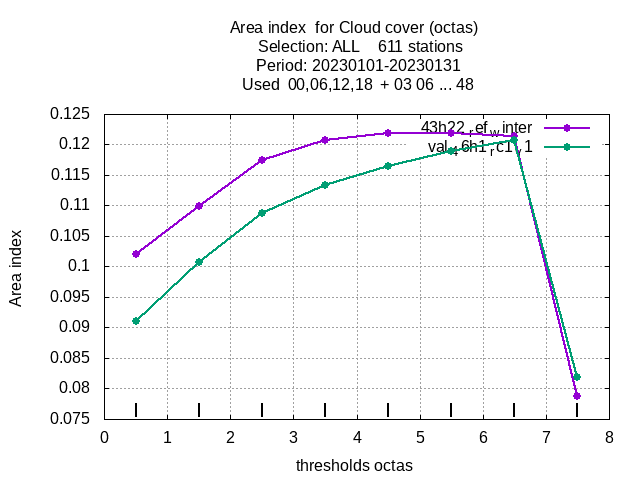 Area index for Cloud cover (octas)
Selection: ALL 611 stations
Period: 20230101-20230131
Used 00,06,12,18 + 03 06 ... 48
0.125
0.12
0.115
0.11
0.105
0.1
0.095
0.09
0.085
0.08
0.075
43h22_ref_winter
val_46h1_rc1_v1
Area index
0 1 2 3 4 5 6 7 8
thresholds octas